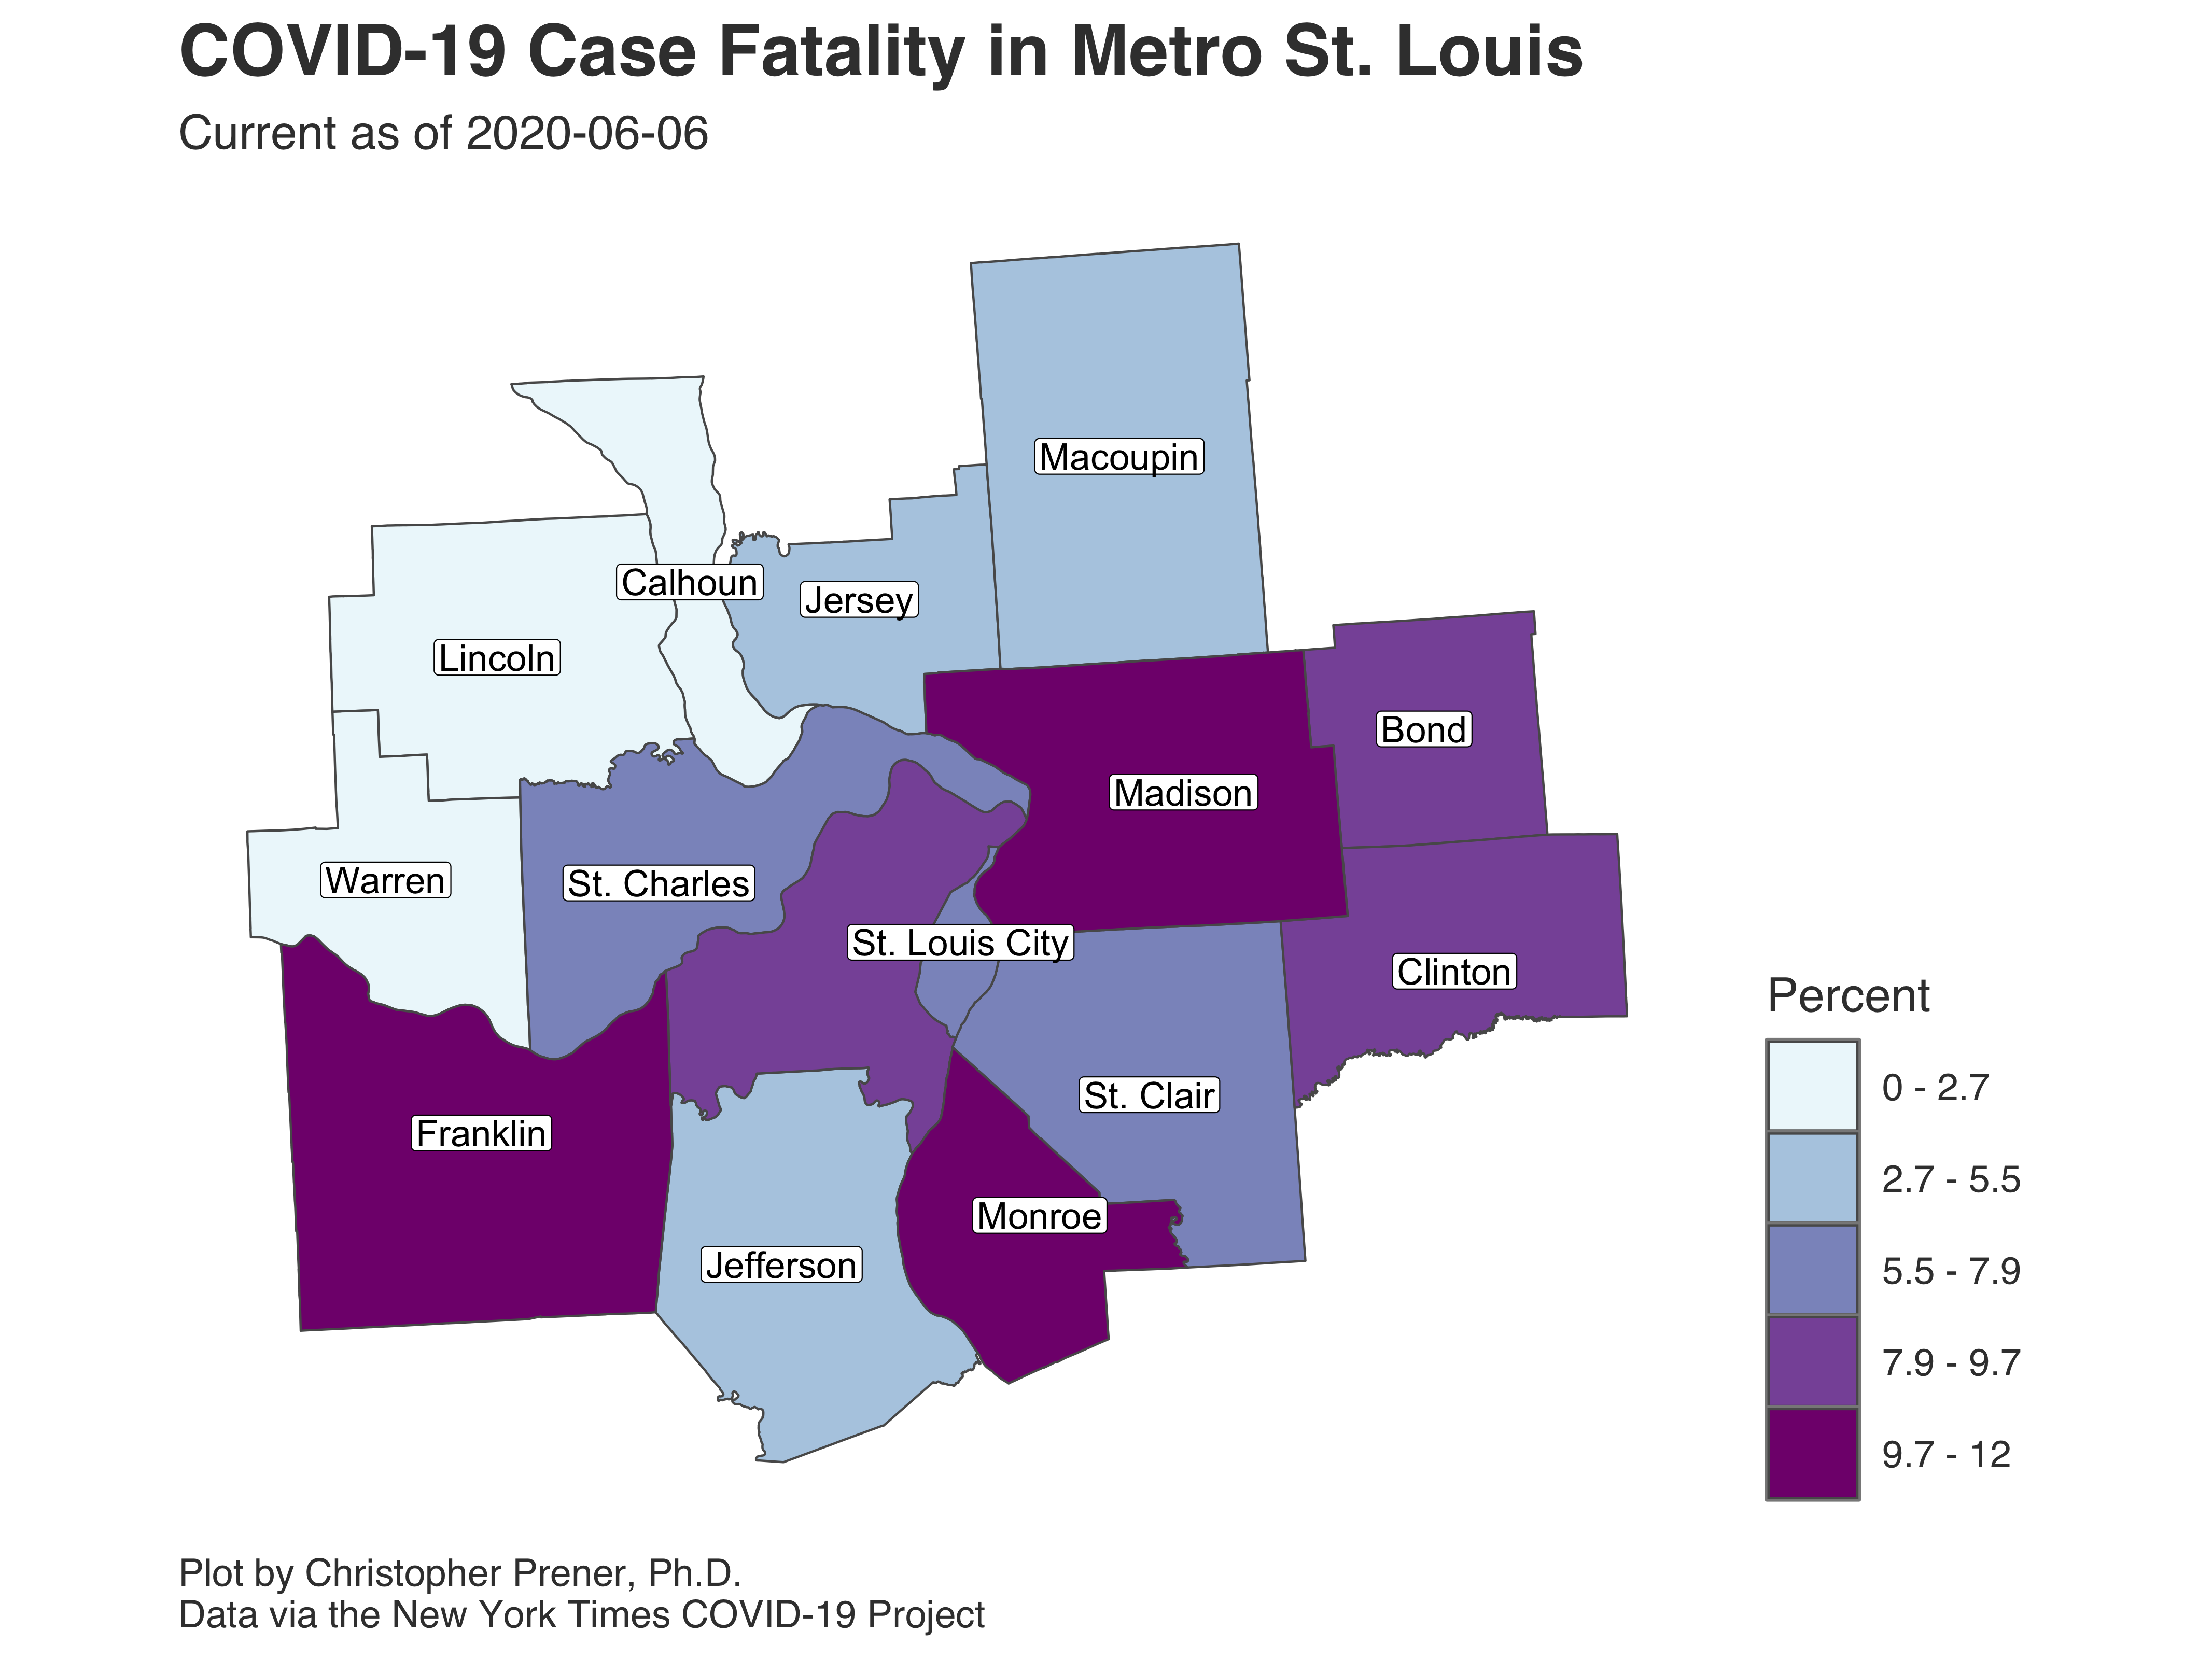 COVID-19 Case Fatality in Metro St. Louis
Current as of 2020-06-06
Macoupin
Calhoun
Jersey
Lincoln
Bond
Madison
Warren
St. Charles
St. Louis City
Clinton
St. Clair
Franklin
Monroe
Jefferson
Percent
0 - 2.7
2.7 - 5.5
5.5 - 7.9
7.9 - 9.7
9.7 - 12
Plot by Christopher Prener, Ph.D.
Data via the New York Times COVID-19 Project